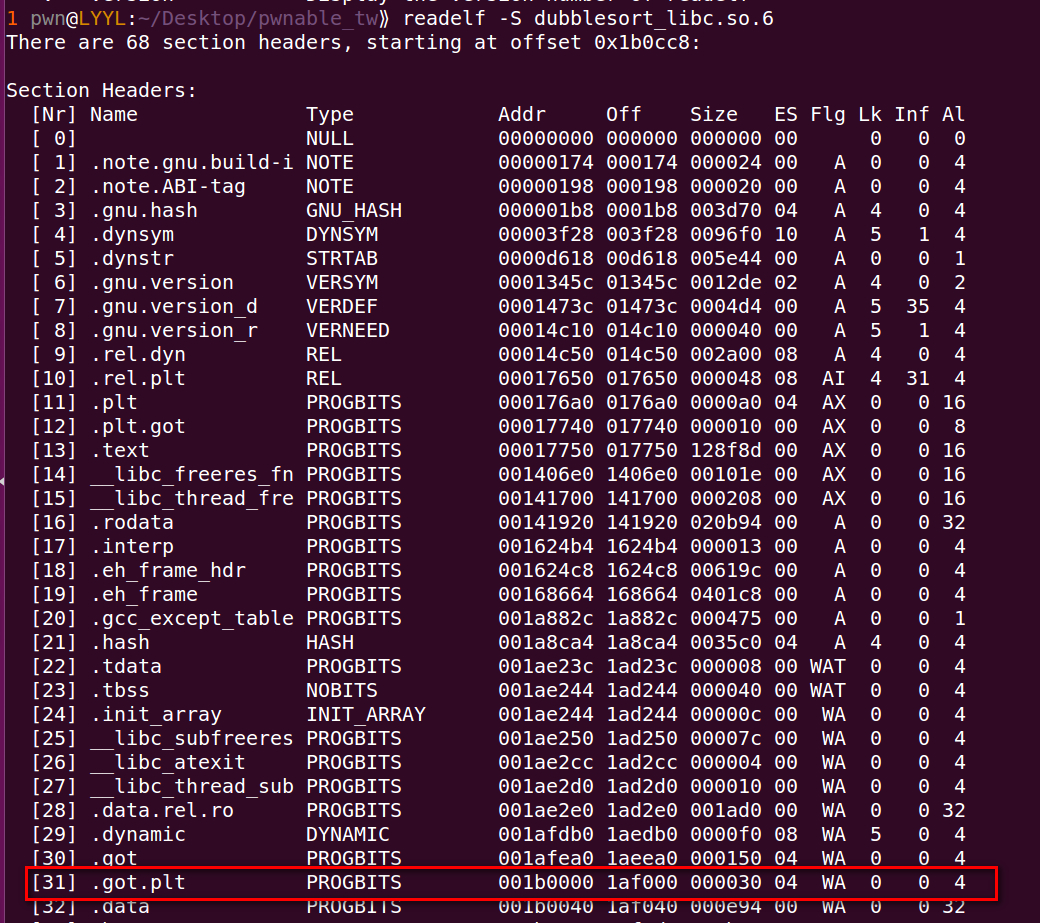 1 pwn@LYYL:~/Desktop/pwnable_tw⟫ readelf -S dubblesort_libc.so.6
There are 68 section headers, starting at offset 0x1b0cc8:
Section Headers:
[Nr] Name Type Addr Off Size ES Flg Lk Inf Al
[ 0] NULL 00000000 000000 000000 00 0 0 0
[ 1] .note.gnu.build-i NOTE 00000174 000174 000024 00 A 0 0 4
[ 2] .note.ABI-tag NOTE 00000198 000198 000020 00 A 0 0 4
[ 3] .gnu.hash GNU_HASH 000001b8 0001b8 003d70 04 A 4 0 4
[ 4] .dynsym DYNSYM 00003f28 003f28 0096f0 10 A 5 1 4
[ 5] .dynstr STRTAB 0000d618 00d618 005e44 00 A 0 0 1
[ 6] .gnu.version VERSYM 0001345c 01345c 0012de 02 A 4 0 2
[ 7] .gnu.version_d VERDEF 0001473c 01473c 0004d4 00 A 5 35 4
[ 8] .gnu.version_r VERNEED 00014c10 014c10 000040 00 A 5 1 4
[ 9] .rel.dyn REL 00014c50 014c50 002a00 08 A 4 0 4
[10] .rel.plt REL 00017650 017650 000048 08 AI 4 31 4
[11] .plt PROGBITS 000176a0 0176a0 0000a0 04 AX 0 0 16
[12] .plt.got PROGBITS 00017740 017740 000010 00 AX 0 0 8
[13] .text PROGBITS 00017750 017750 128f8d 00 AX 0 0 16
[14] __libc_freeres_fn PROGBITS 001406e0 1406e0 00101e 00 AX 0 0 16
[15] __libc_thread_fre PROGBITS 00141700 141700 000208 00 AX 0 0 16
[16] .rodata PROGBITS 00141920 141920 020b94 00 A 0 0 32
[17] .interp PROGBITS 001624b4 1624b4 000013 00 A 0 0 4
[18] .eh_frame_hdr PROGBITS 001624c8 1624c8 00619c 00 A 0 0 4
[19] .eh_frame PROGBITS 00168664 168664 0401c8 00 A 0 0 4
[20] .gcc_except_table PROGBITS 001a882c 1a882c 000475 00 A 0 0 1
[21] .hash HASH 001a8ca4 1a8ca4 0035c0 04 A 4 0 4
[22] .tdata PROGBITS 001ae23c 1ad23c 000008 00 WAT 0 0 4
[23] .tbss NOBITS 001ae244 1ad244 000040 00 WAT 0 0 4
[24] .init_array INIT_ARRAY 001ae244 1ad244 00000c 00 WA 0 0 4
[25] __libc_subfreeres PROGBITS 001ae250 1ad250 00007c 00 WA 0 0 4
[26] __libc_atexit PROGBITS 001ae2cc 1ad2cc 000004 00 WA 0 0 4
[27] __libc_thread_sub PROGBITS 001ae2d0 1ad2d0 000010 00 WA 0 0 4
[28] .data.rel.ro PROGBITS 001ae2e0 1ad2e0 001ad0 00 WA 0 0 32
[29] .dynamic DYNAMIC 001afdb0 1aedb0 0000f0 08 WA 5 0 4
[30] .got PROGBITS 001afea0 1aeea0 000150 04 WA 0 0 4
[31] .got.plt PROGBITS 001b0000 1af000 000030 04 WA 0 0 4
[32] .data PROGBITS 001b0040 1af040 000e94 00 WA 0 0 32